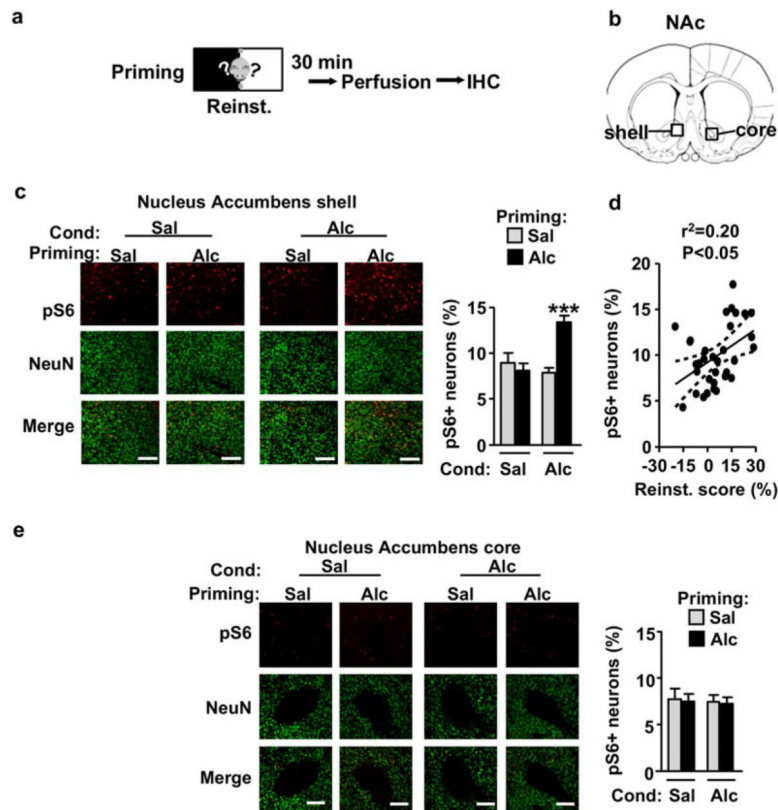 a
Priming
? ?
Reinst.
30 min
Perfusion
IHC
b
NAc
shell
core
c
Nucleus Accumbens shell
Cond:
Sal
Alc
Priming:
Sal
Alc
Sal
Alc
pS6
NeuN
Merge
Priming:
Sal
Alc
pS6+ neurons (%)
15
10
5
0
***
Cond:
Sal
Alc
d
r²=0.20
P<0.05
pS6+ neurons (%)
20
15
10
5
0
-30 -15 0 15 30
Reinst. score (%)
e
Nucleus Accumbens core
Cond:
Sal
Alc
Priming:
Sal
Alc
Sal
Alc
pS6
NeuN
Merge
Priming:
Sal
Alc
pS6+ neurons (%)
15
10
5
0
Cond:
Sal
Alc